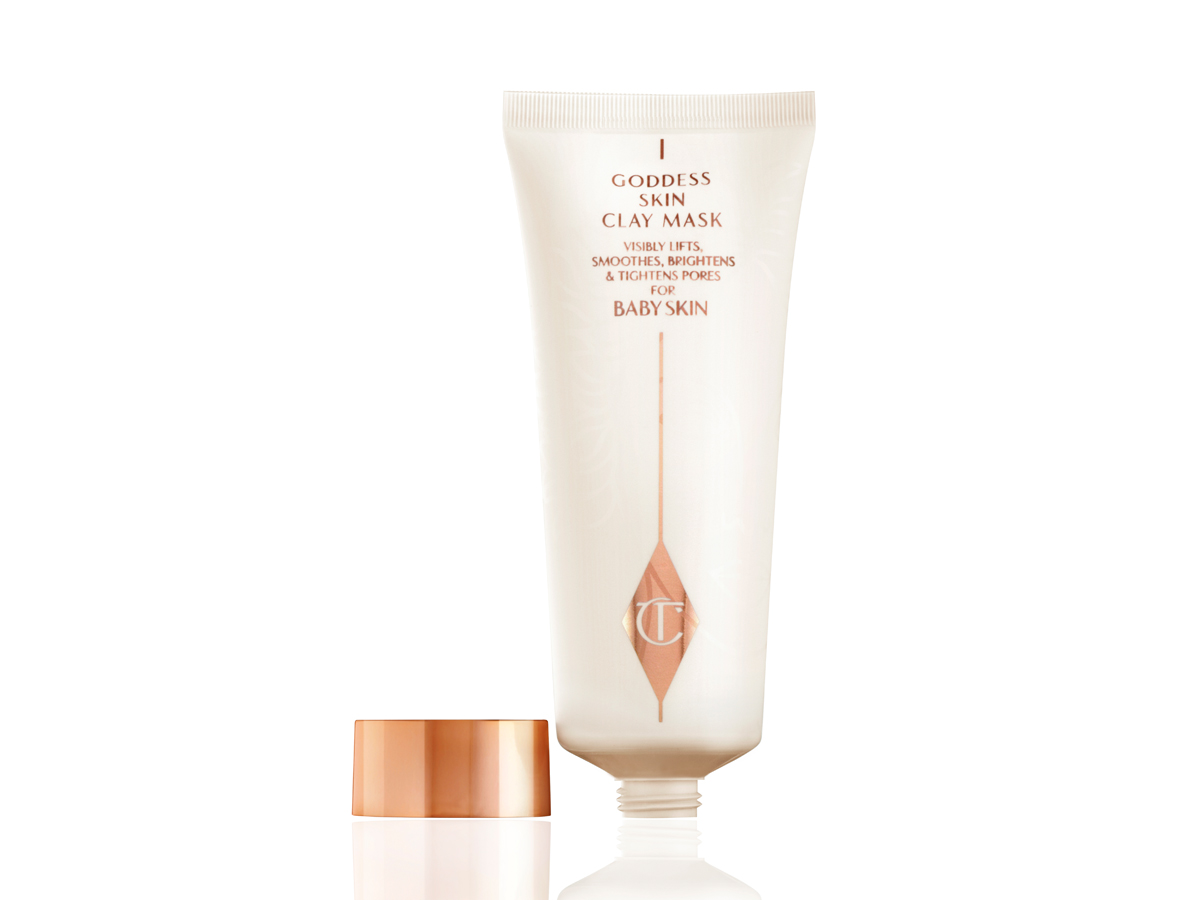 GODDESS
SKIN
CLAY MASK
VISIBLY LIFTS,
SMOOTHES, BRIGHTENS
& TIGHTENS PORES
FOR
BABY SKIN
CT